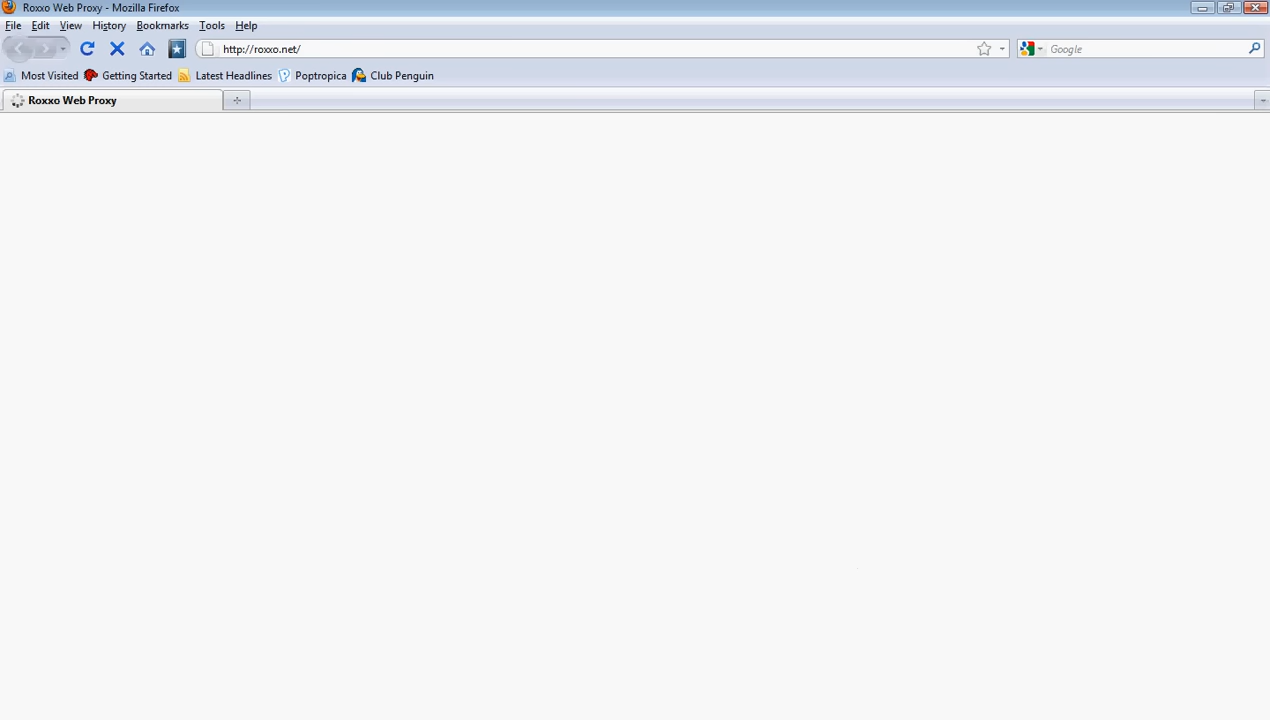 Roxxo Web Proxy - Mozilla Firefox
File Edit View History Bookmarks Tools Help
http://roxxo.net/ Google
Most Visited Getting Started Latest Headlines Poptropica Club Penguin
Roxxo Web Proxy